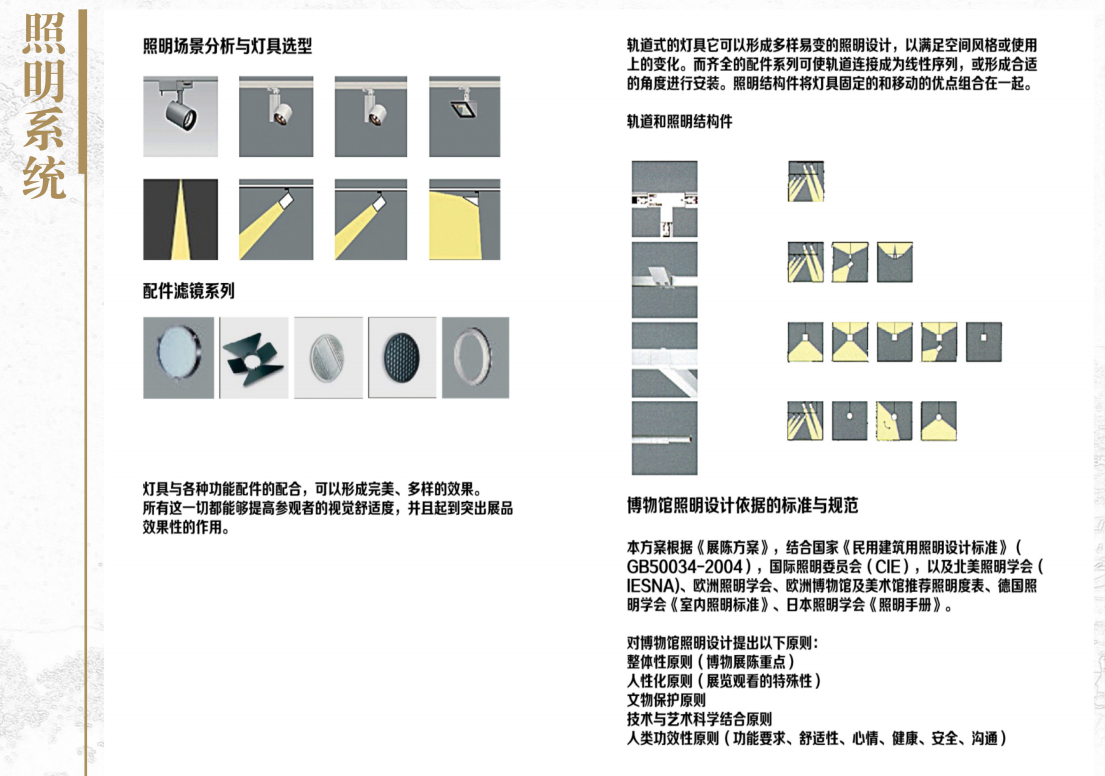 照明系统
照明场景分析与灯具选型
配件滤镜系列
灯具与各种功能配件的配合，可以形成完美、多样的效果。
所有这一切都能够提高参观者的视觉舒适度，并且起到突出展品
效果性的作用。
轨道式的灯具它可以形成多样易变的照明设计，以满足空间风格或使用
上的变化。而齐全的配件系列可使轨道连接成为线性序列，或形成合适
的角度进行安装。照明结构件将灯具固定的和移动的优点组合在一起。
轨道和照明结构件
博物馆照明设计依据的标准与规范
本方案根据《展陈方案》，结合国家《民用建筑用照明设计标准》（
GB50034-2004），国际照明委员会（CIE），以及北美照明学会（
IESNA)、欧洲照明学会、欧洲博物馆及美术馆推荐照明度表、德国照
明学会《室内照明标准》、日本照明学会《照明手册》。
对博物馆照明设计提出以下原则：
整体性原则（博物展陈重点）
人性化原则（展览观看的特殊性）
文物保护原则
技术与艺术科学结合原则
人类功效性原则（功能要求、舒适性、心情、健康、安全、沟通）